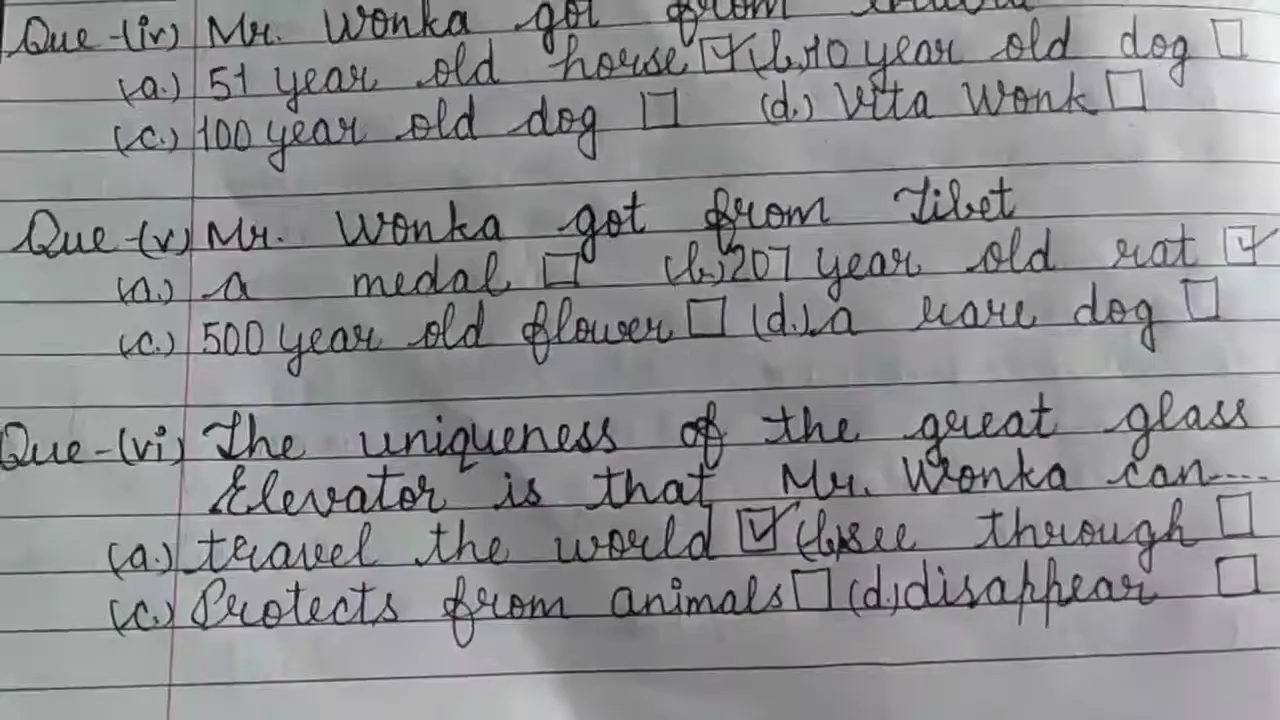 Que-(iv) Mr. Wonka got from
(a.) 51 year old horse ☑ (b.) 10 year old dog □
(c.) 100 year old dog □ (d.) Vita Wonk □
Que-(v) Mr. Wonka got from Tibet
(a.) a medal □ (b.) 207 year old rat ☑
(c.) 500 year old flower □ (d.) a rare dog □
Que-(vi) The uniqueness of the great glass
Elevator is that Mr. Wonka can....
(a.) travel the world ☑ (b.) see through □
(c.) Protects from animals □ (d.) disappear □